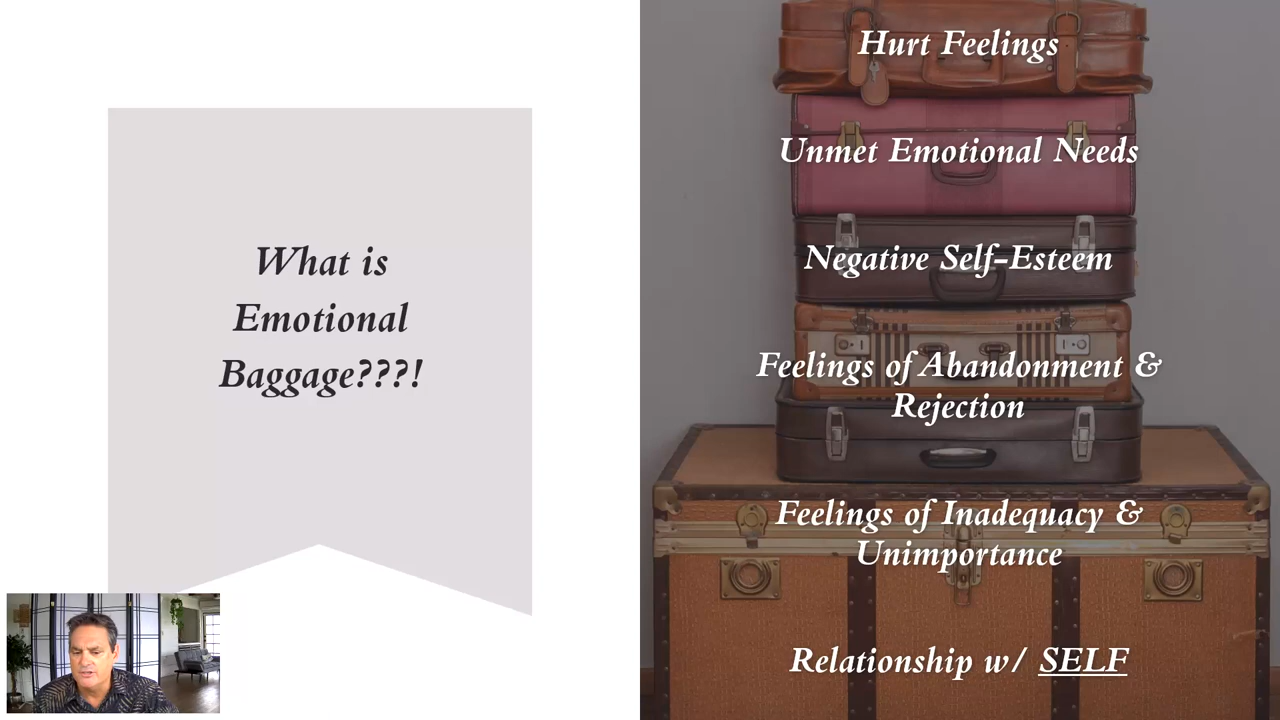 What is
Emotional
Baggage???!
Hurt Feelings
Unmet Emotional Needs
Negative Self-Esteem
Feelings of Abandonment &
Rejection
Feelings of Inadequacy &
Unimportance
Relationship w/ SELF